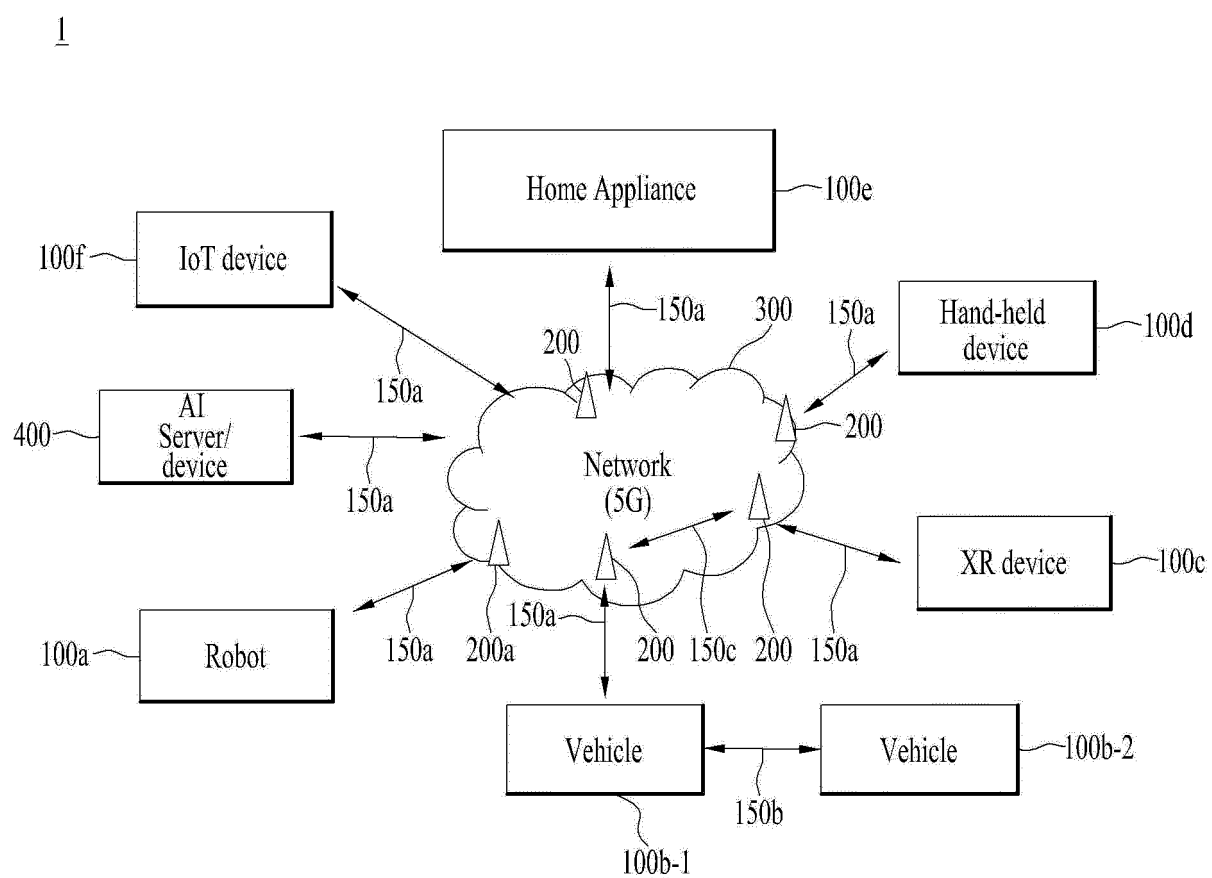 1
Home Appliance
100e
IoT device
100f
150a
300
150a
Hand-held
device
100d
200
150a
AI
Server/
device
400
200
Network
(5G)
150a
XR device
100c
150a
Robot
100a
150a
200a
200
150c
200
150a
Vehicle
Vehicle
100b-2
150b
100b-1